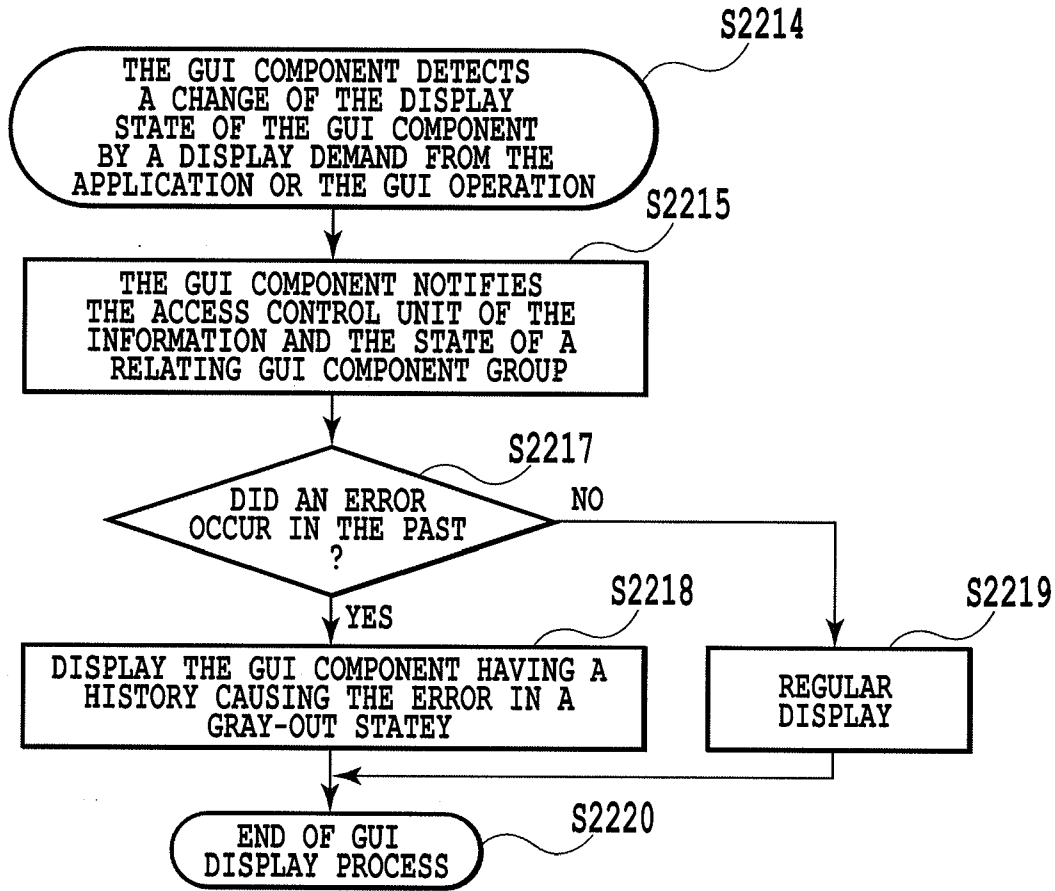 S2214
THE GUI COMPONENT DETECTS
A CHANGE OF THE DISPLAY
STATE OF THE GUI COMPONENT
BY A DISPLAY DEMAND FROM THE
APPLICATION OR THE GUI OPERATION
S2215
THE GUI COMPONENT NOTIFIES
THE ACCESS CONTROL UNIT OF THE
INFORMATION AND THE STATE OF A
RELATING GUI COMPONENT GROUP
S2217
DID AN ERROR
OCCUR IN THE PAST
?
NO
YES
S2218
DISPLAY THE GUI COMPONENT HAVING A
HISTORY CAUSING THE ERROR IN A
GRAY-OUT STATEY
S2219
REGULAR
DISPLAY
S2220
END OF GUI
DISPLAY PROCESS